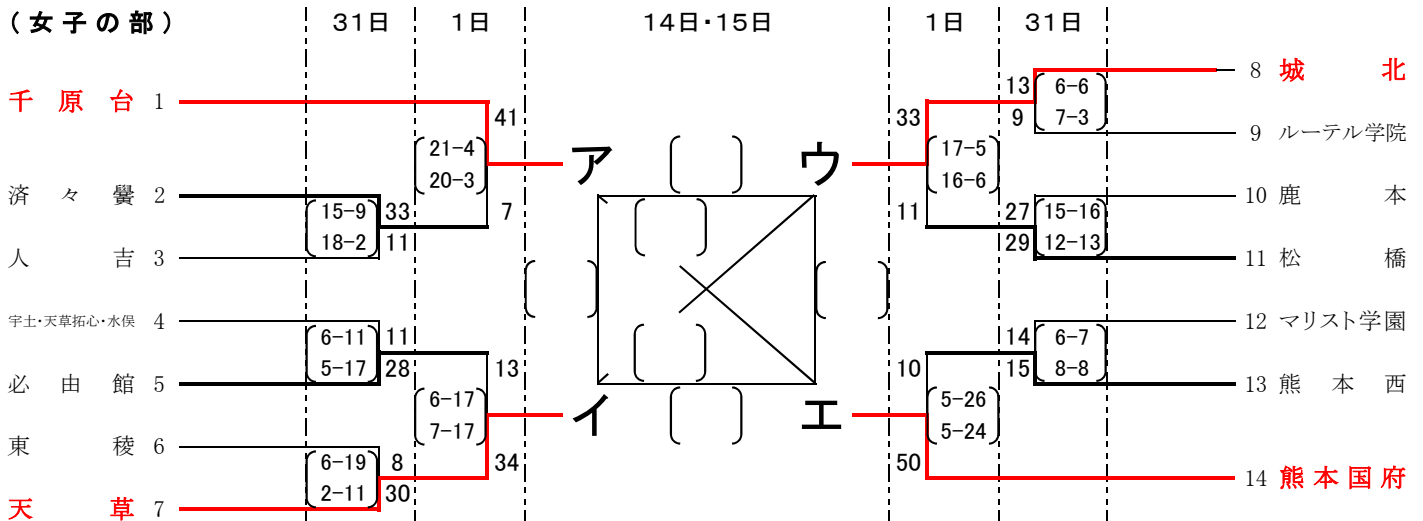 (女子の部) 31日 1日 14日・15日 1日 31日
千原台 1
済々黌 2
人吉 3
宇土・天草拓心・水俣 4
必由館 5
東稜 6
天草 7
15-9 33
18-2 11
6-11 11
5-17 28
6-19 8
2-11 30
41
21-4
20-3
7
13
6-17
7-17
34
ア ウ
イ エ
33
17-5
16-6
11
10
5-26
5-24
50
13 6-6
9 7-3
27 15-16
29 12-13
14 6-7
15 8-8
8 城北
9 ルーテル学院
10 鹿本
11 松橋
12 マリスト学園
13 熊本西
14 熊本国府